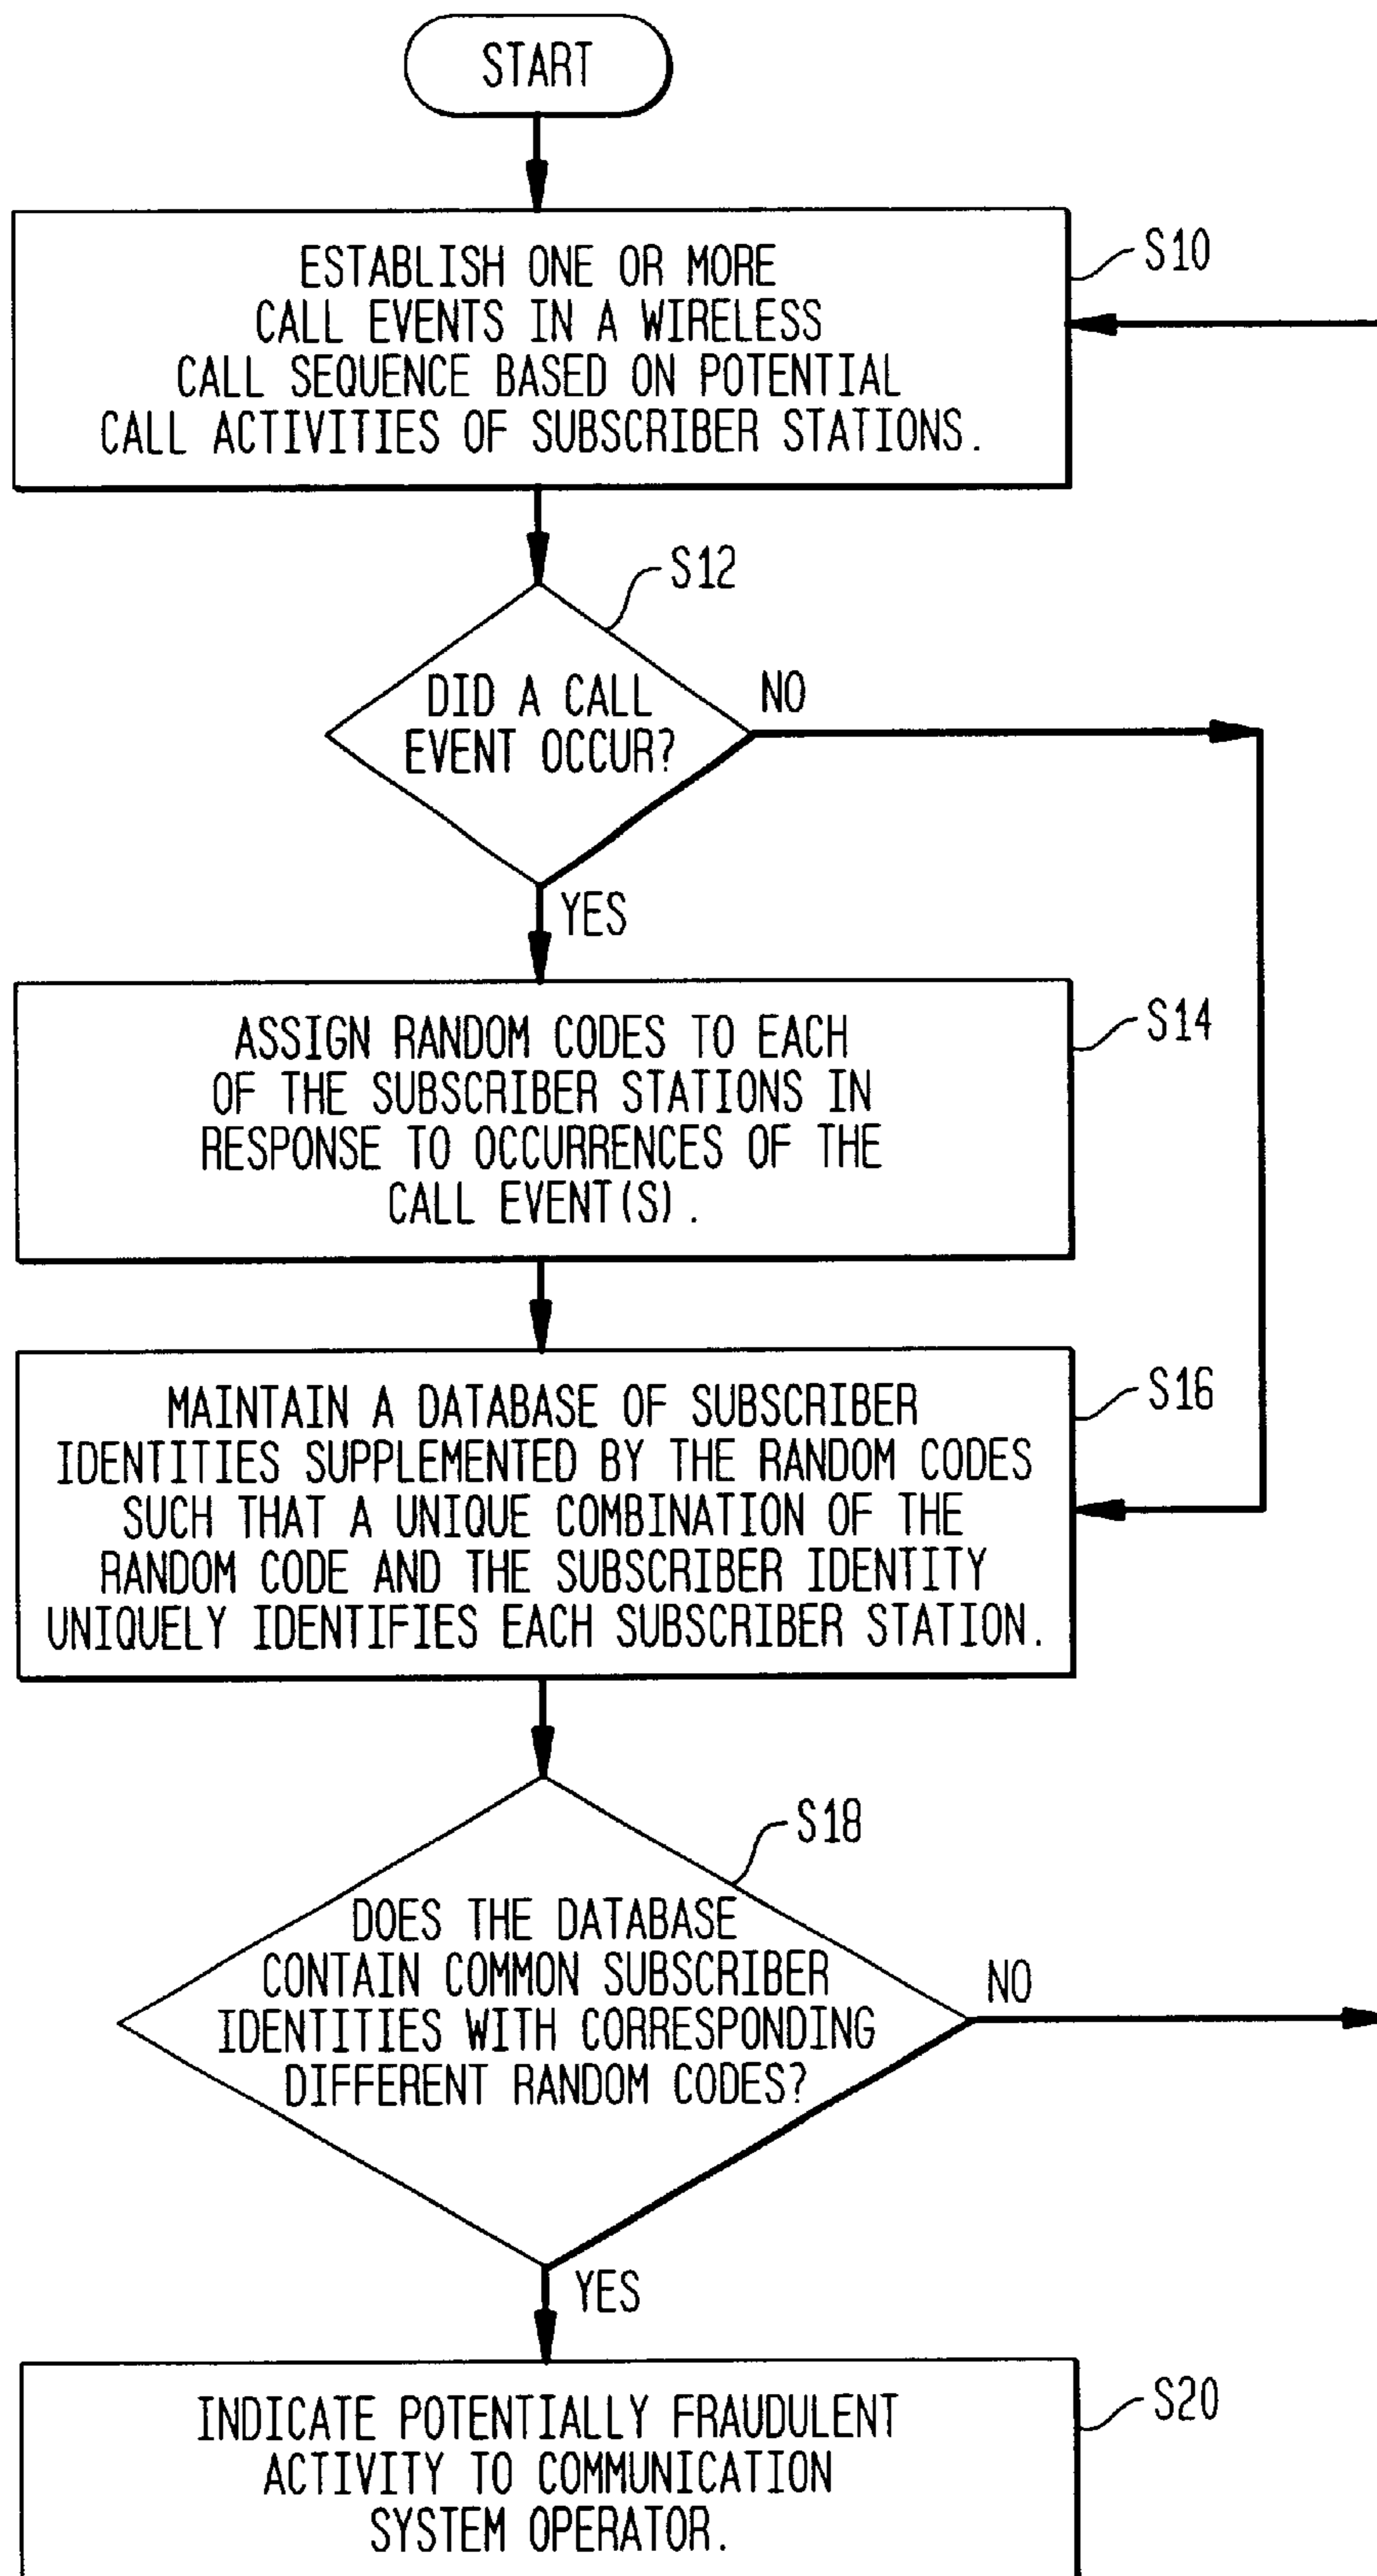 START
ESTABLISH ONE OR MORE
CALL EVENTS IN A WIRELESS
CALL SEQUENCE BASED ON POTENTIAL
CALL ACTIVITIES OF SUBSCRIBER STATIONS.
S10
S12
DID A CALL
EVENT OCCUR?
NO
YES
ASSIGN RANDOM CODES TO EACH
OF THE SUBSCRIBER STATIONS IN
RESPONSE TO OCCURRENCES OF THE
CALL EVENT(S).
S14
MAINTAIN A DATABASE OF SUBSCRIBER
IDENTITIES SUPPLEMENTED BY THE RANDOM CODES
SUCH THAT A UNIQUE COMBINATION OF THE
RANDOM CODE AND THE SUBSCRIBER IDENTITY
UNIQUELY IDENTIFIES EACH SUBSCRIBER STATION.
S16
S18
DOES THE DATABASE
CONTAIN COMMON SUBSCRIBER
IDENTITIES WITH CORRESPONDING
DIFFERENT RANDOM CODES?
NO
YES
INDICATE POTENTIALLY FRAUDULENT
ACTIVITY TO COMMUNICATION
SYSTEM OPERATOR.
S20